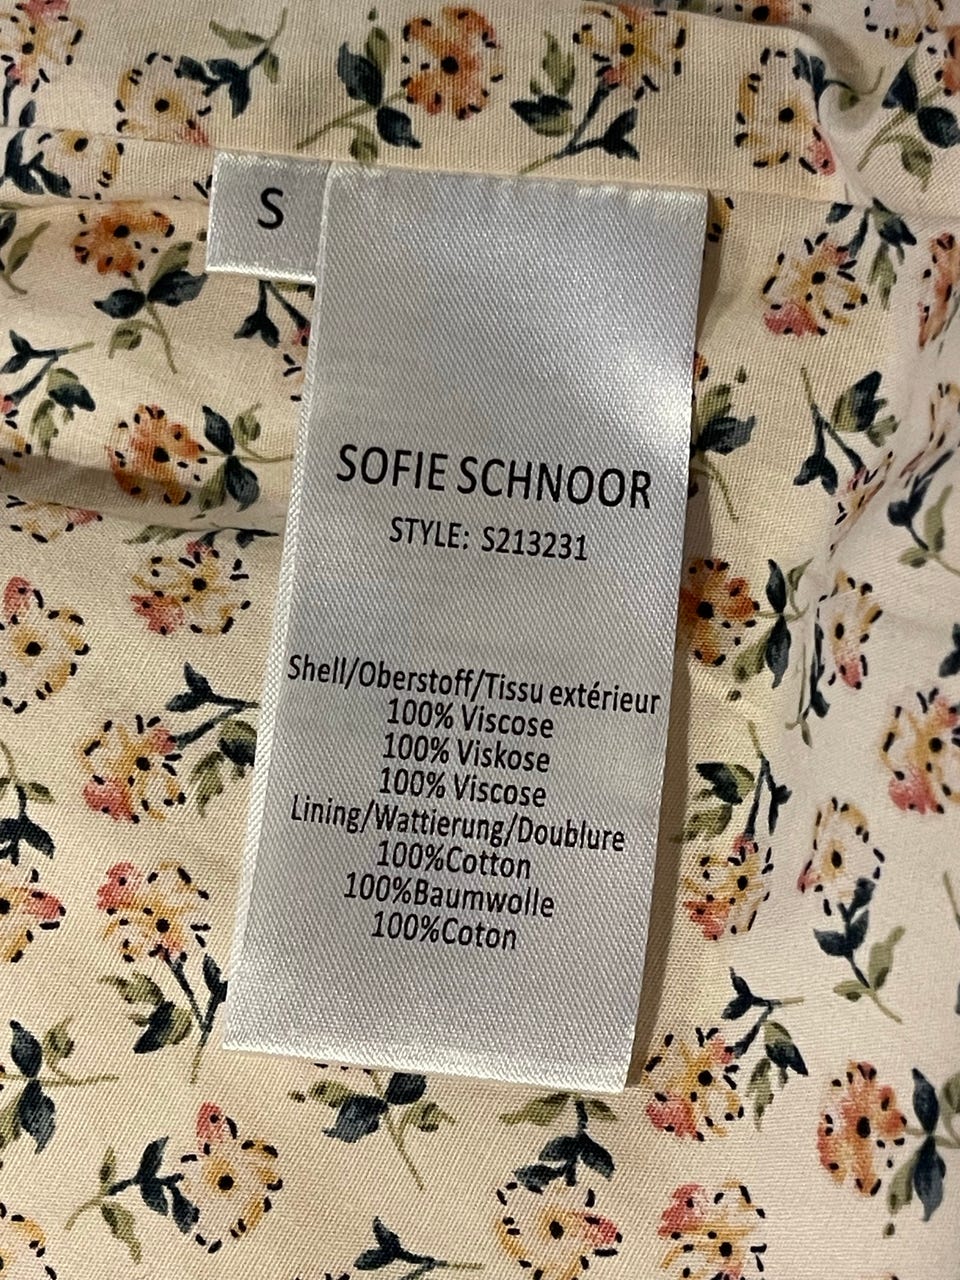 S
SOFIE SCHNOOR
STYLE: S213231
Shell/Oberstoff/Tissu extérieur
100% Viscose
100% Viskose
100% Viscose
Lining/Wattierung/Doublure
100%Cotton
100%Baumwolle
100%Coton